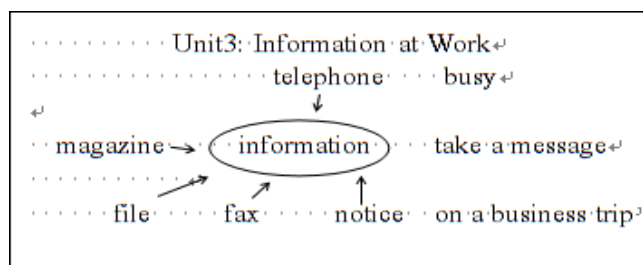 Unit3: Information at Work
telephone busy
magazine information take a message
file fax notice on a business trip